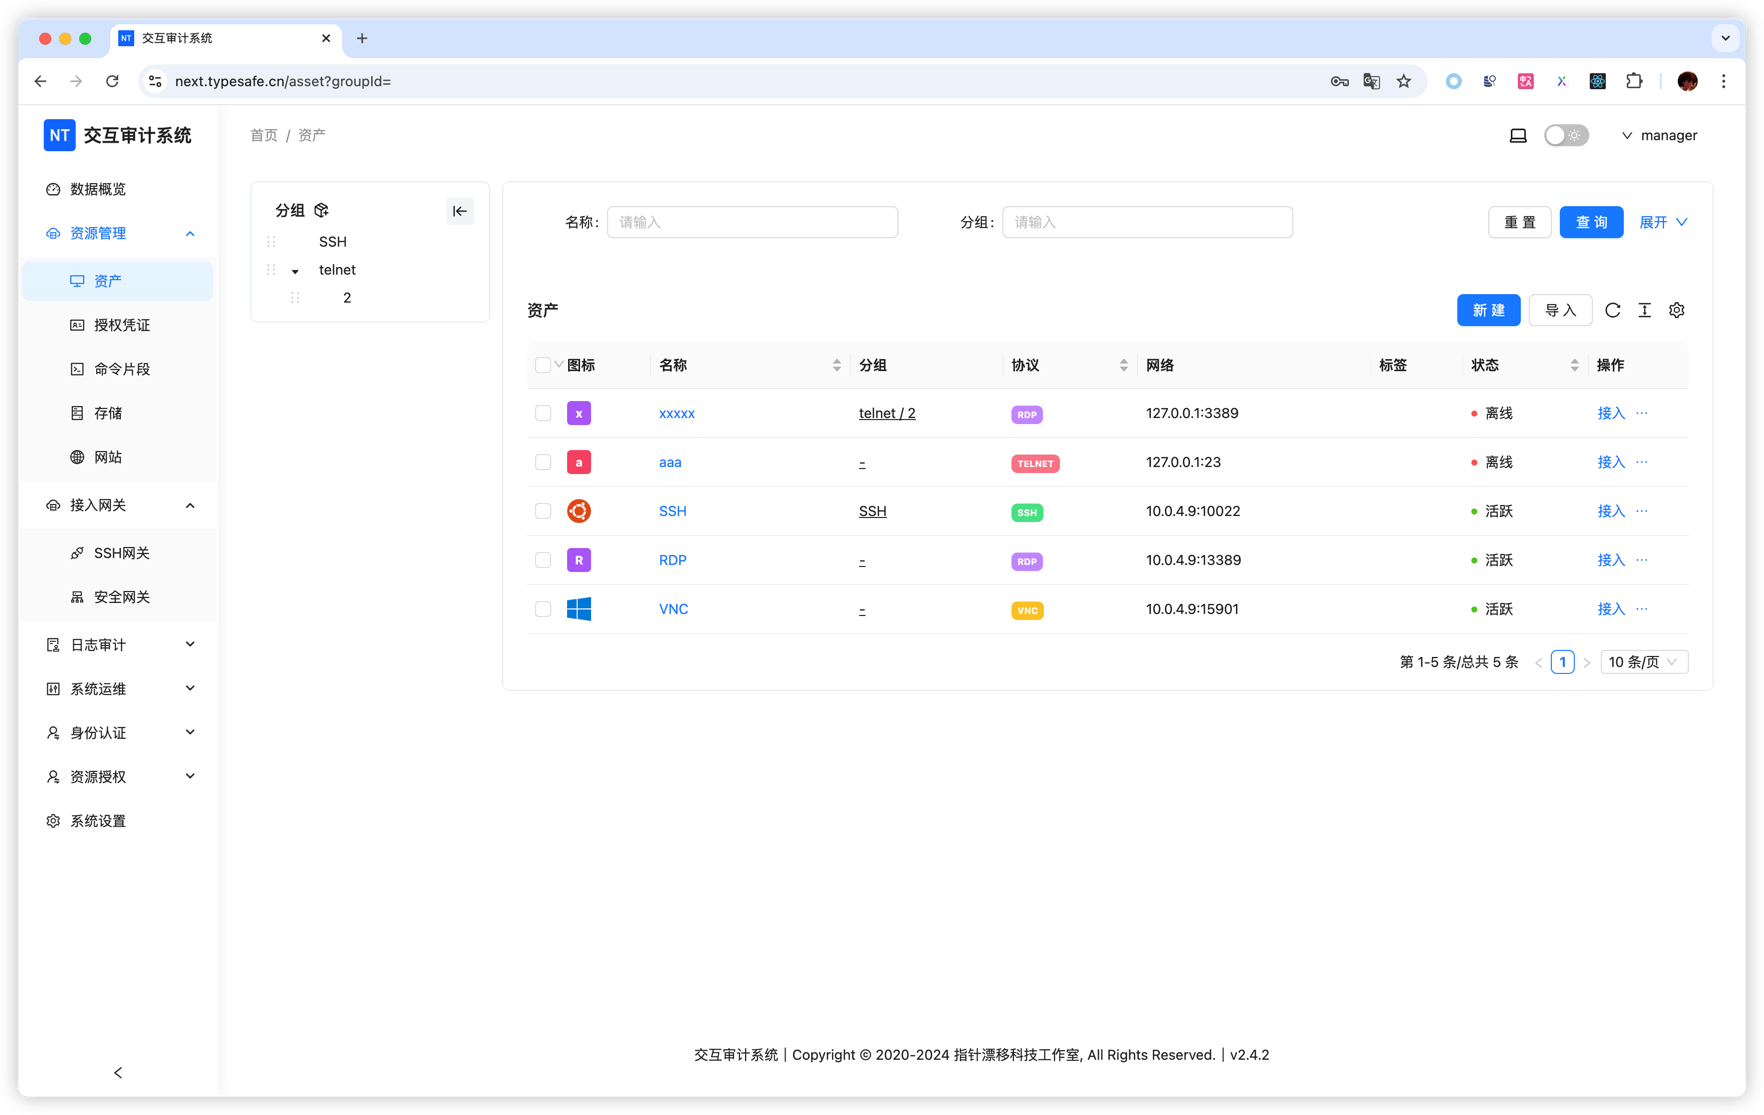 NT 交互审计系统
next.typesafe.cn/asset?groupId=
NT 交互审计系统
首页 / 资产
manager
数据概览
资源管理
资产
授权凭证
命令片段
存储
网站
接入网关
SSH网关
安全网关
日志审计
系统运维
身份认证
资源授权
系统设置
分组
SSH
telnet
2
名称: 请输入 分组: 请输入 重置 查询 展开
资产 新建 导入
图标 名称 分组 协议 网络 标签 状态 操作
x xxxxx telnet / 2 RDP 127.0.0.1:3389 离线 接入 ···
a aaa - TELNET 127.0.0.1:23 离线 接入 ···
SSH SSH SSH 10.0.4.9:10022 活跃 接入 ···
R RDP - RDP 10.0.4.9:13389 活跃 接入 ···
VNC - VNC 10.0.4.9:15901 活跃 接入 ···
第 1-5 条/总共 5 条 < 1 > 10 条/页
交互审计系统 | Copyright © 2020-2024 指针漂移科技工作室, All Rights Reserved. | v2.4.2